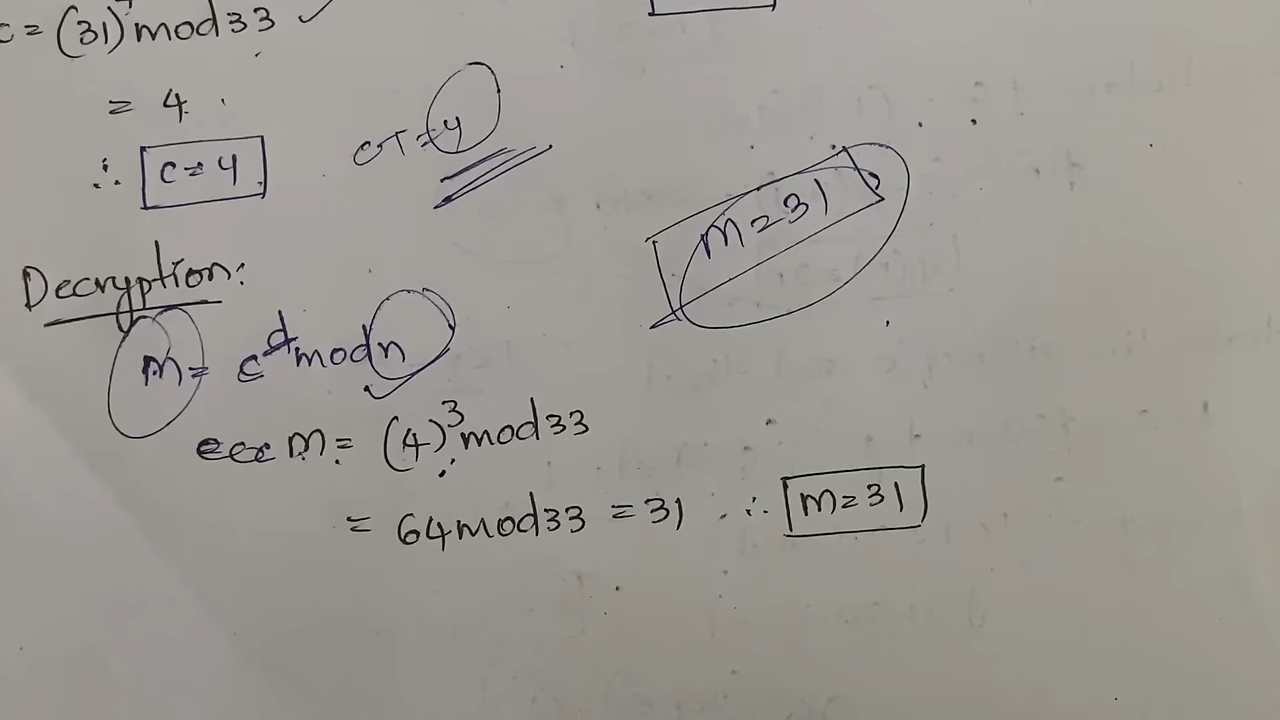 c = (31)⁷ mod 33
= 4
∴ c = 4
CT = 4
m = 31
Decryption:
m = c^d mod n
m = (4)³ mod 33
= 64 mod 33 = 31 ∴ m = 31